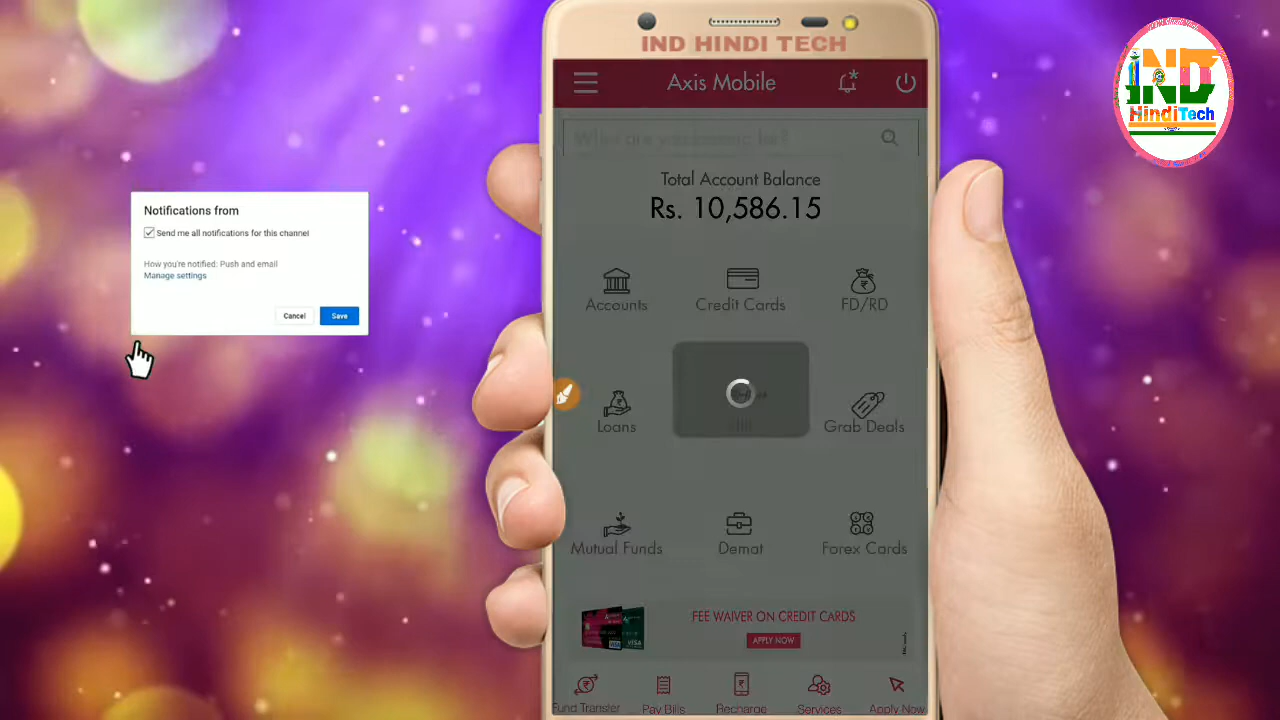 IND HINDI TECH
Axis Mobile
IND
HindiTech
Total Account Balance
Rs. 10,586.15
Notifications from
Send me all notifications for this channel
How you're notified: Push and email
Manage settings
Cancel Save
Accounts Credit Cards FD/RD
Loans Grab Deals
Mutual Funds Demat Forex Cards
FEE WAIVER ON CREDIT CARDS
APPLY NOW
VISA VISA
Fund Transfer Pay Bills Recharge Services Apply Now